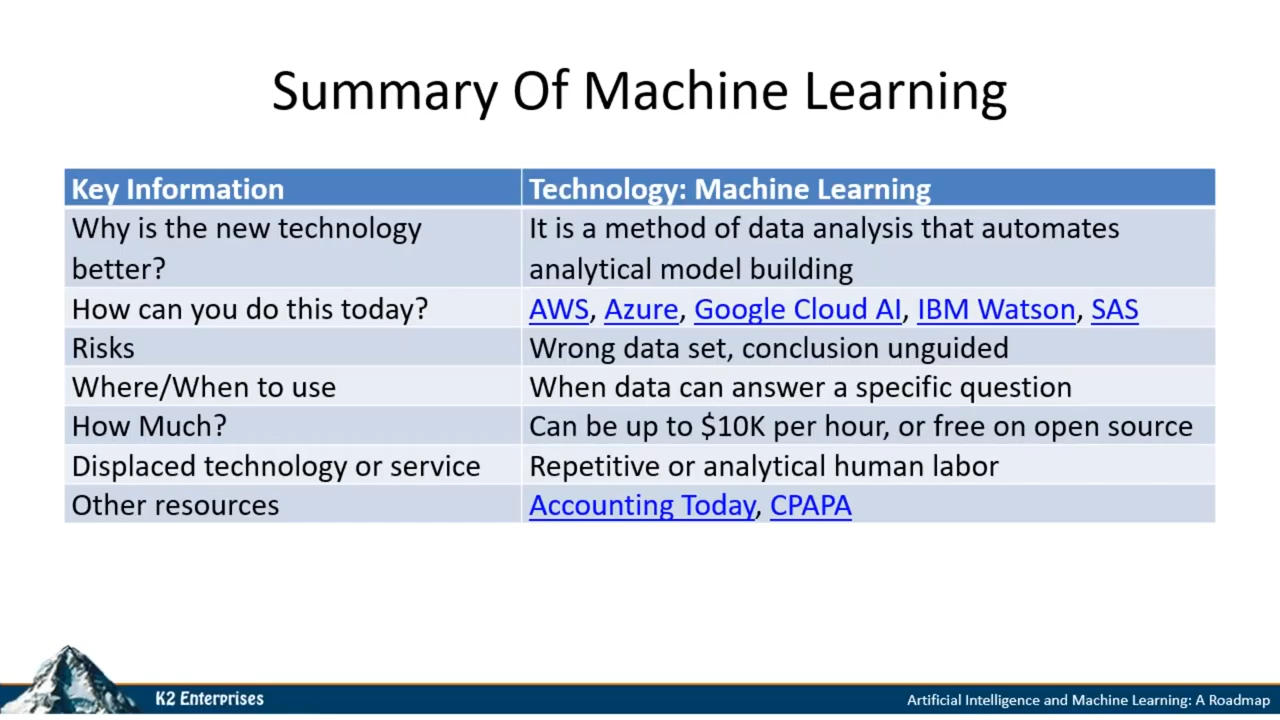 Summary Of Machine Learning
Key Information
Technology: Machine Learning
Why is the new technology
better?
It is a method of data analysis that automates
analytical model building
How can you do this today?
AWS, Azure, Google Cloud AI, IBM Watson, SAS
Risks
Wrong data set, conclusion unguided
Where/When to use
When data can answer a specific question
How Much?
Can be up to $10K per hour, or free on open source
Displaced technology or service
Repetitive or analytical human labor
Other resources
Accounting Today, CPAPA
K2 Enterprises
Artificial Intelligence and Machine Learning: A Roadmap